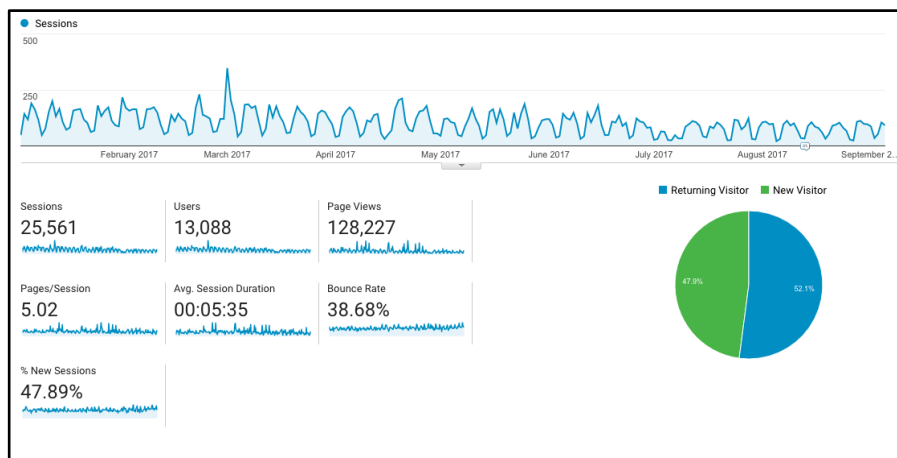 Sessions
500
250
February 2017 March 2017 April 2017 May 2017 June 2017 July 2017 August 2017 September 2...
Returning Visitor New Visitor
Sessions Users Page Views
25,561 13,088 128,227
47.9% 52.1%
Pages/Session Avg. Session Duration Bounce Rate
5.02 00:05:35 38.68%
% New Sessions
47.89%